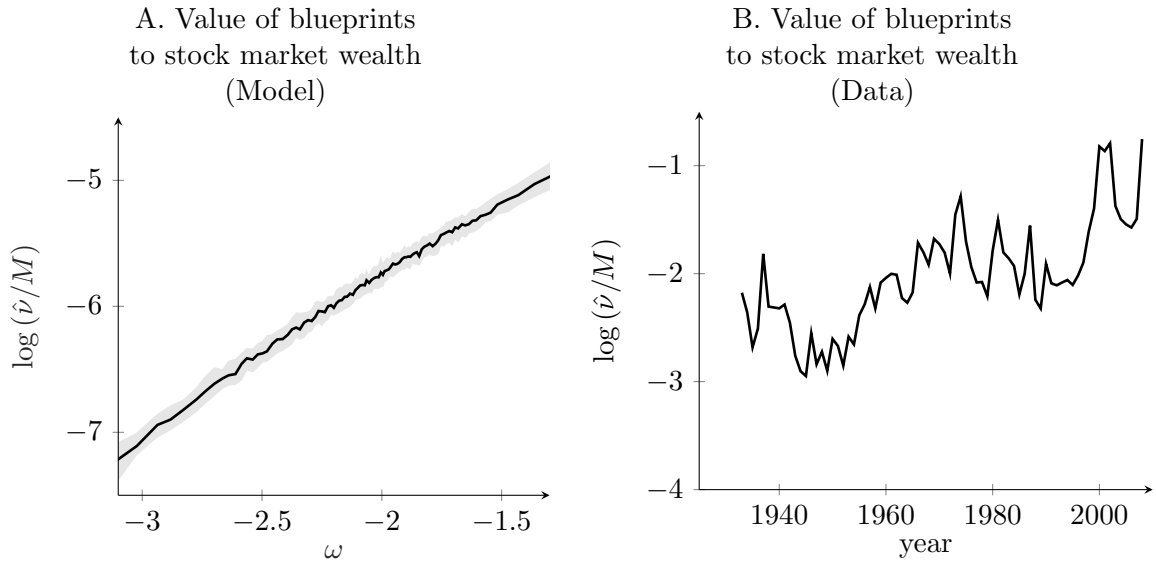 A. Value of blueprints
to stock market wealth
(Model)
−5
−6
−7
log (ν̂/M)
−3 −2.5 −2 −1.5
ω
B. Value of blueprints
to stock market wealth
(Data)
−1
−2
−3
−4
log (ν̂/M)
1940 1960 1980 2000
year